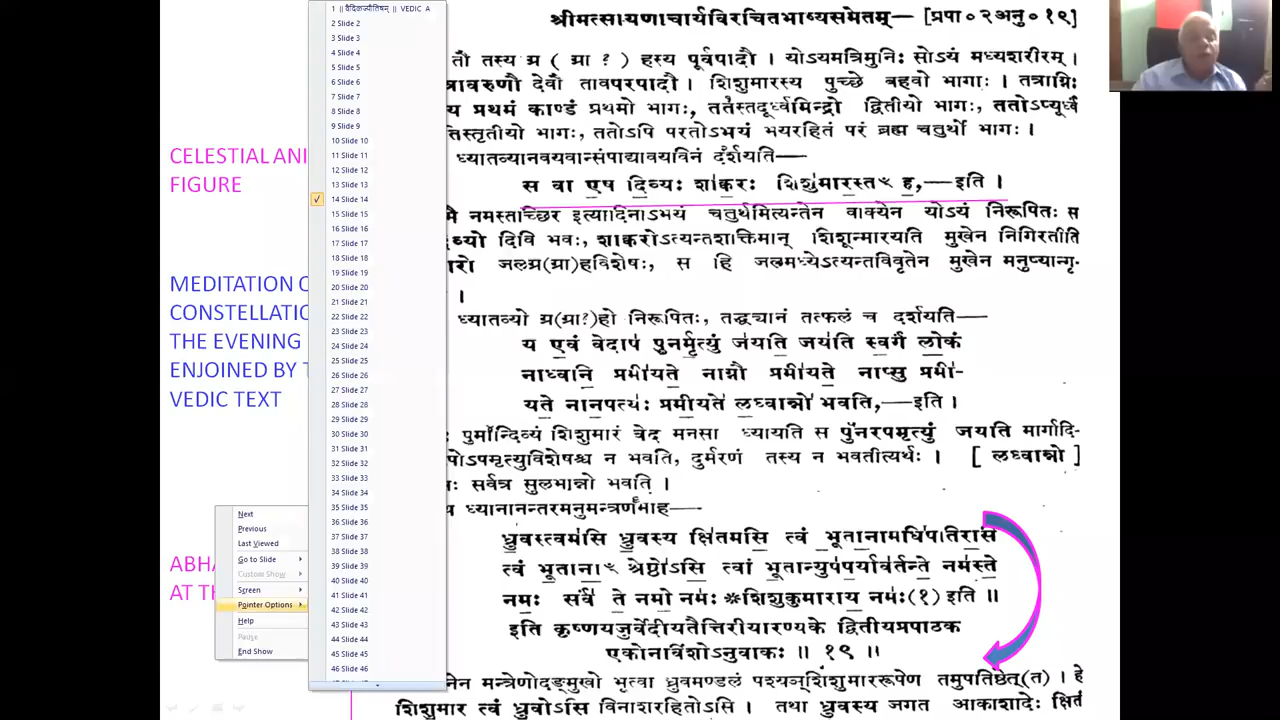 श्रीमत्सायणाचार्यविरचितभाष्यसमेतम्— [प्रपा०२अनु०१९]
तौ तस्य ग्र ( ग्रा ? ) हस्य पूर्वपादौ । योऽयमत्रिमुनिः सोऽयं मध्यशरीरम् ।
त्रावरुणौ देवौ तावपरपादौ । शिशुमारस्य पुच्छे बहवो भागाः । तत्राग्निः
य प्रथमं काण्डं प्रथमो भागः, ततस्तदूर्ध्वमिन्द्रो द्वितीयो भागः, ततोऽप्यूर्ध्वं
तिस्तृतीयो भागः, ततोऽपि परतोऽभयं भयरहितं परं ब्रह्म चतुर्थो भागः ।
ध्यातव्यानवयवान्संपाद्यावयविनं दर्शयति—
स वा एष दिव्यः शाक्वरः शिशुमारस्तꣳ ह,—इति ।
मै नमस्तच्छिर इत्यादिनाऽभयं चतुर्थमित्यन्तेन वाक्येन योऽयं निरूपितः स
व्यो दिवि भवः, शाक्वरोऽत्यन्तशक्तिमान् शिशून्मारयति मुखेन निगिरतीति
ारो जलग्र(ग्रा)हविशेषः, स हि जलमध्येऽत्यन्तविवृतेन मुखेन मनुष्यान्गृ-
।
ध्यातव्यो ग्र(ग्रा?)हो निरूपितः, तद्ध्यानं तत्फलं च दर्शयति—
य एवं वेदाप पुनर्मृत्युं जयति जयति स्वर्गं लोकं
नाध्वनि प्रमीयते नाग्नौ प्रमीयते नाप्सु प्रमी-
यते नानपत्यः प्रमीयते लघ्वान्नो भवति,—इति ।
पुमान्दिव्यं शिशुमारं वेद मनसा ध्यायति स पुनरपमृत्युं जयति मार्गादि-
पोऽपमृत्युविशेषश्च न भवति, दुर्मरणं तस्य न भवतीत्यर्थः । [ लघ्वान्नो ]
ः सर्वत्र सुलभान्नो भवति ।
य ध्यानानन्तरमनुमन्त्रणमाह—
ध्रुवस्त्वमसि ध्रुवस्य क्षितमसि त्वं भूतानामधिपतिरसि
त्वं भूतानाꣳ श्रेष्ठोऽसि त्वां भूतान्युपपर्यावर्तन्ते नमस्ते
नमः सर्वं ते नमो नमः ※शिशुकुमाराय नमः(१) इति ॥
इति कृष्णयजुर्वेदीयतैत्तिरीयारण्यके द्वितीयप्रपाठक
एकोनविंशोऽनुवाकः ॥ १९ ॥
नेन मन्त्रेणोदङ्मुखो भूत्वा ध्रुवमण्डलं पश्यञ्शिंशुमाररूपेण तमुपतिष्ठेत्(त) । हे
शिशुमार त्वं ध्रुवोऽसि विनाशरहितोऽसि । तथा ध्रुवस्य जगत आकाशादेः क्षितं
CELESTIAL ANI
FIGURE
MEDITATION O
CONSTELLATIO
THE EVENING
ENJOINED BY T
VEDIC TEXT
ABHA
AT TH
1 ॥ वैदिकज्यौतिषम् ॥ VEDIC A
2 Slide 2
3 Slide 3
4 Slide 4
5 Slide 5
6 Slide 6
7 Slide 7
8 Slide 8
9 Slide 9
10 Slide 10
11 Slide 11
12 Slide 12
13 Slide 13
14 Slide 14
15 Slide 15
16 Slide 16
17 Slide 17
18 Slide 18
19 Slide 19
20 Slide 20
21 Slide 21
22 Slide 22
23 Slide 23
24 Slide 24
25 Slide 25
26 Slide 26
27 Slide 27
28 Slide 28
29 Slide 29
30 Slide 30
31 Slide 31
32 Slide 32
33 Slide 33
34 Slide 34
35 Slide 35
36 Slide 36
37 Slide 37
38 Slide 38
39 Slide 39
40 Slide 40
41 Slide 41
42 Slide 42
43 Slide 43
44 Slide 44
45 Slide 45
46 Slide 46
Next
Previous
Last Viewed
Go to Slide
Custom Show
Screen
Pointer Options
Help
Pause
End Show